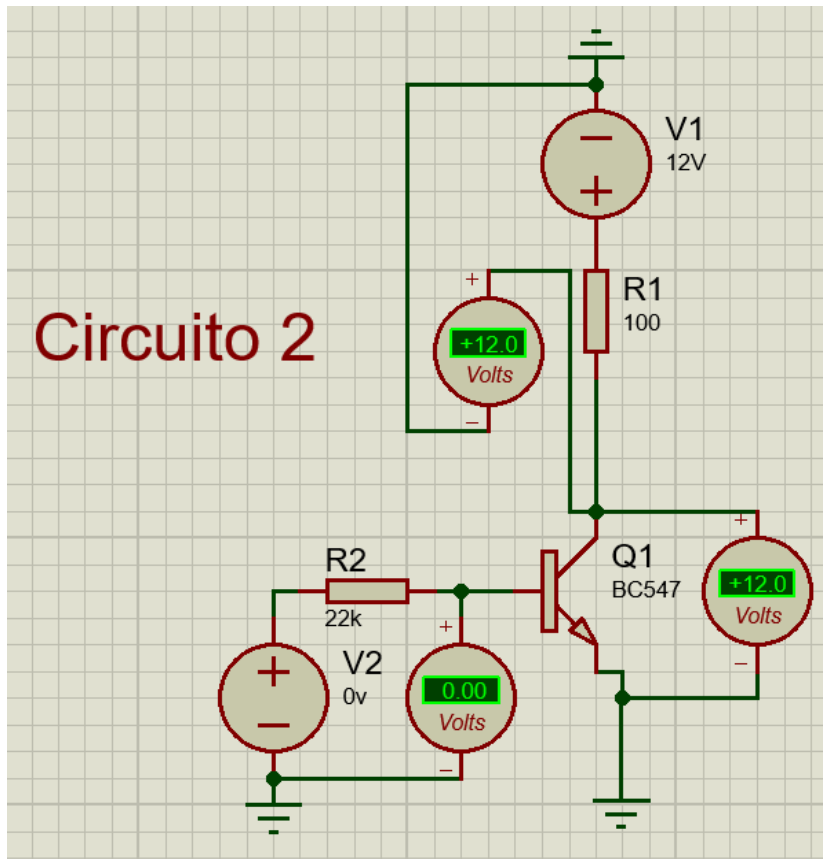 V1
12V
R1
100
+12.0
Volts
Circuito 2
Q1
BC547
+12.0
Volts
R2
22k
V2
0v
0.00
Volts